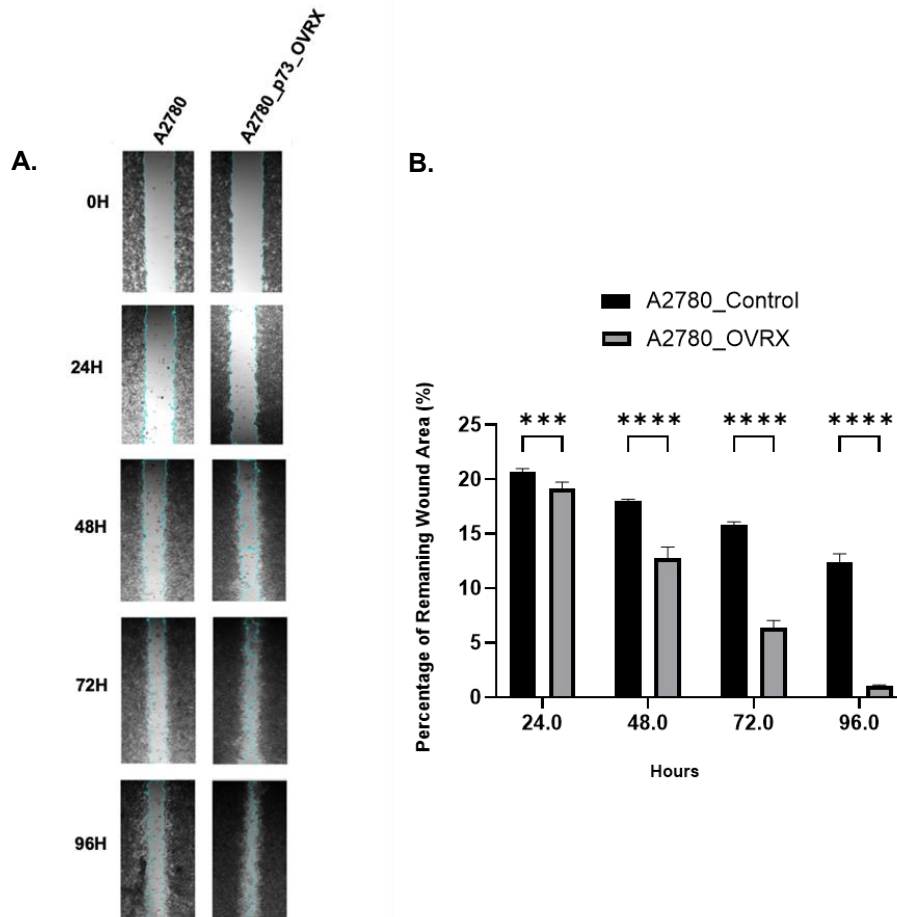 A.
A2780
A2780_p73_OVRX
0H
24H
48H
72H
96H
B.
A2780_Control
A2780_OVRX
Percentage of Remaning Wound Area (%)
*** **** **** ****
25
20
15
10
5
0
24.0 48.0 72.0 96.0
Hours